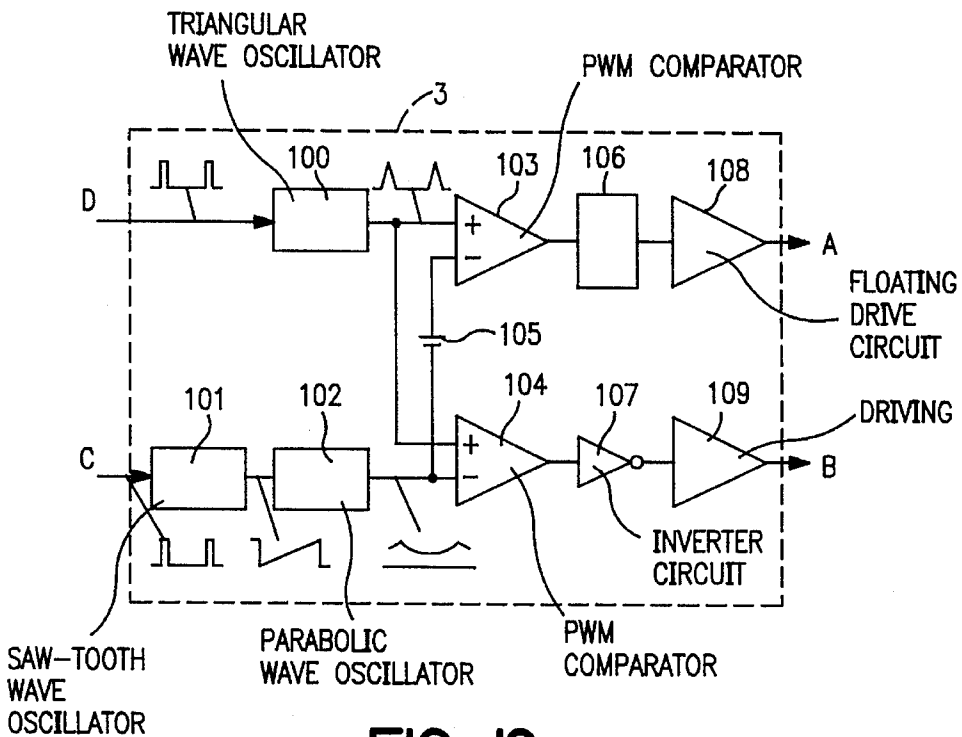 TRIANGULAR
WAVE OSCILLATOR
PWM COMPARATOR
3
100
103
106
108
D
+
−
A
FLOATING
DRIVE
CIRCUIT
105
101
102
104
107
109
DRIVING
C
+
−
B
INVERTER
CIRCUIT
SAW-TOOTH
WAVE
OSCILLATOR
PARABOLIC
WAVE OSCILLATOR
PWM
COMPARATOR